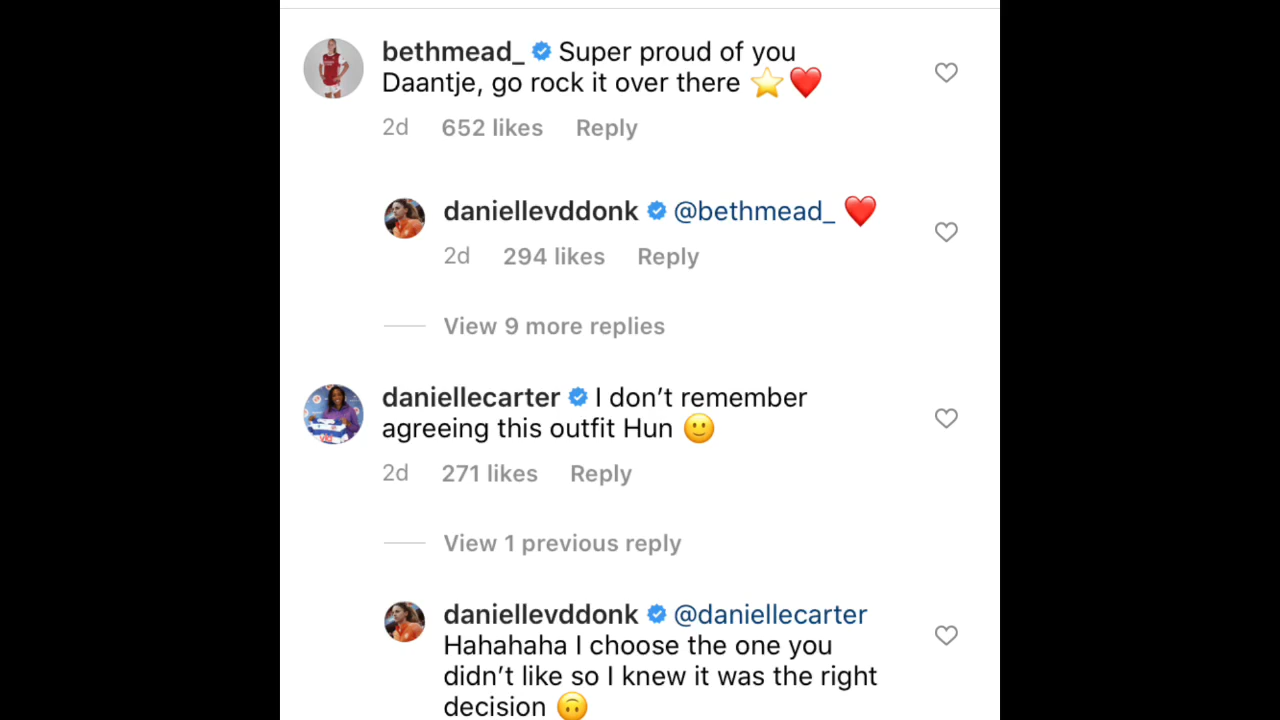 bethmead_ Super proud of you
Daantje, go rock it over there ⭐❤️
2d 652 likes Reply
daniellevddonk @bethmead_ ❤️
2d 294 likes Reply
View 9 more replies
daniellecarter I don’t remember
agreeing this outfit Hun 🙂
2d 271 likes Reply
View 1 previous reply
daniellevddonk @daniellecarter
Hahahaha I choose the one you
didn’t like so I knew it was the right
decision 🙃